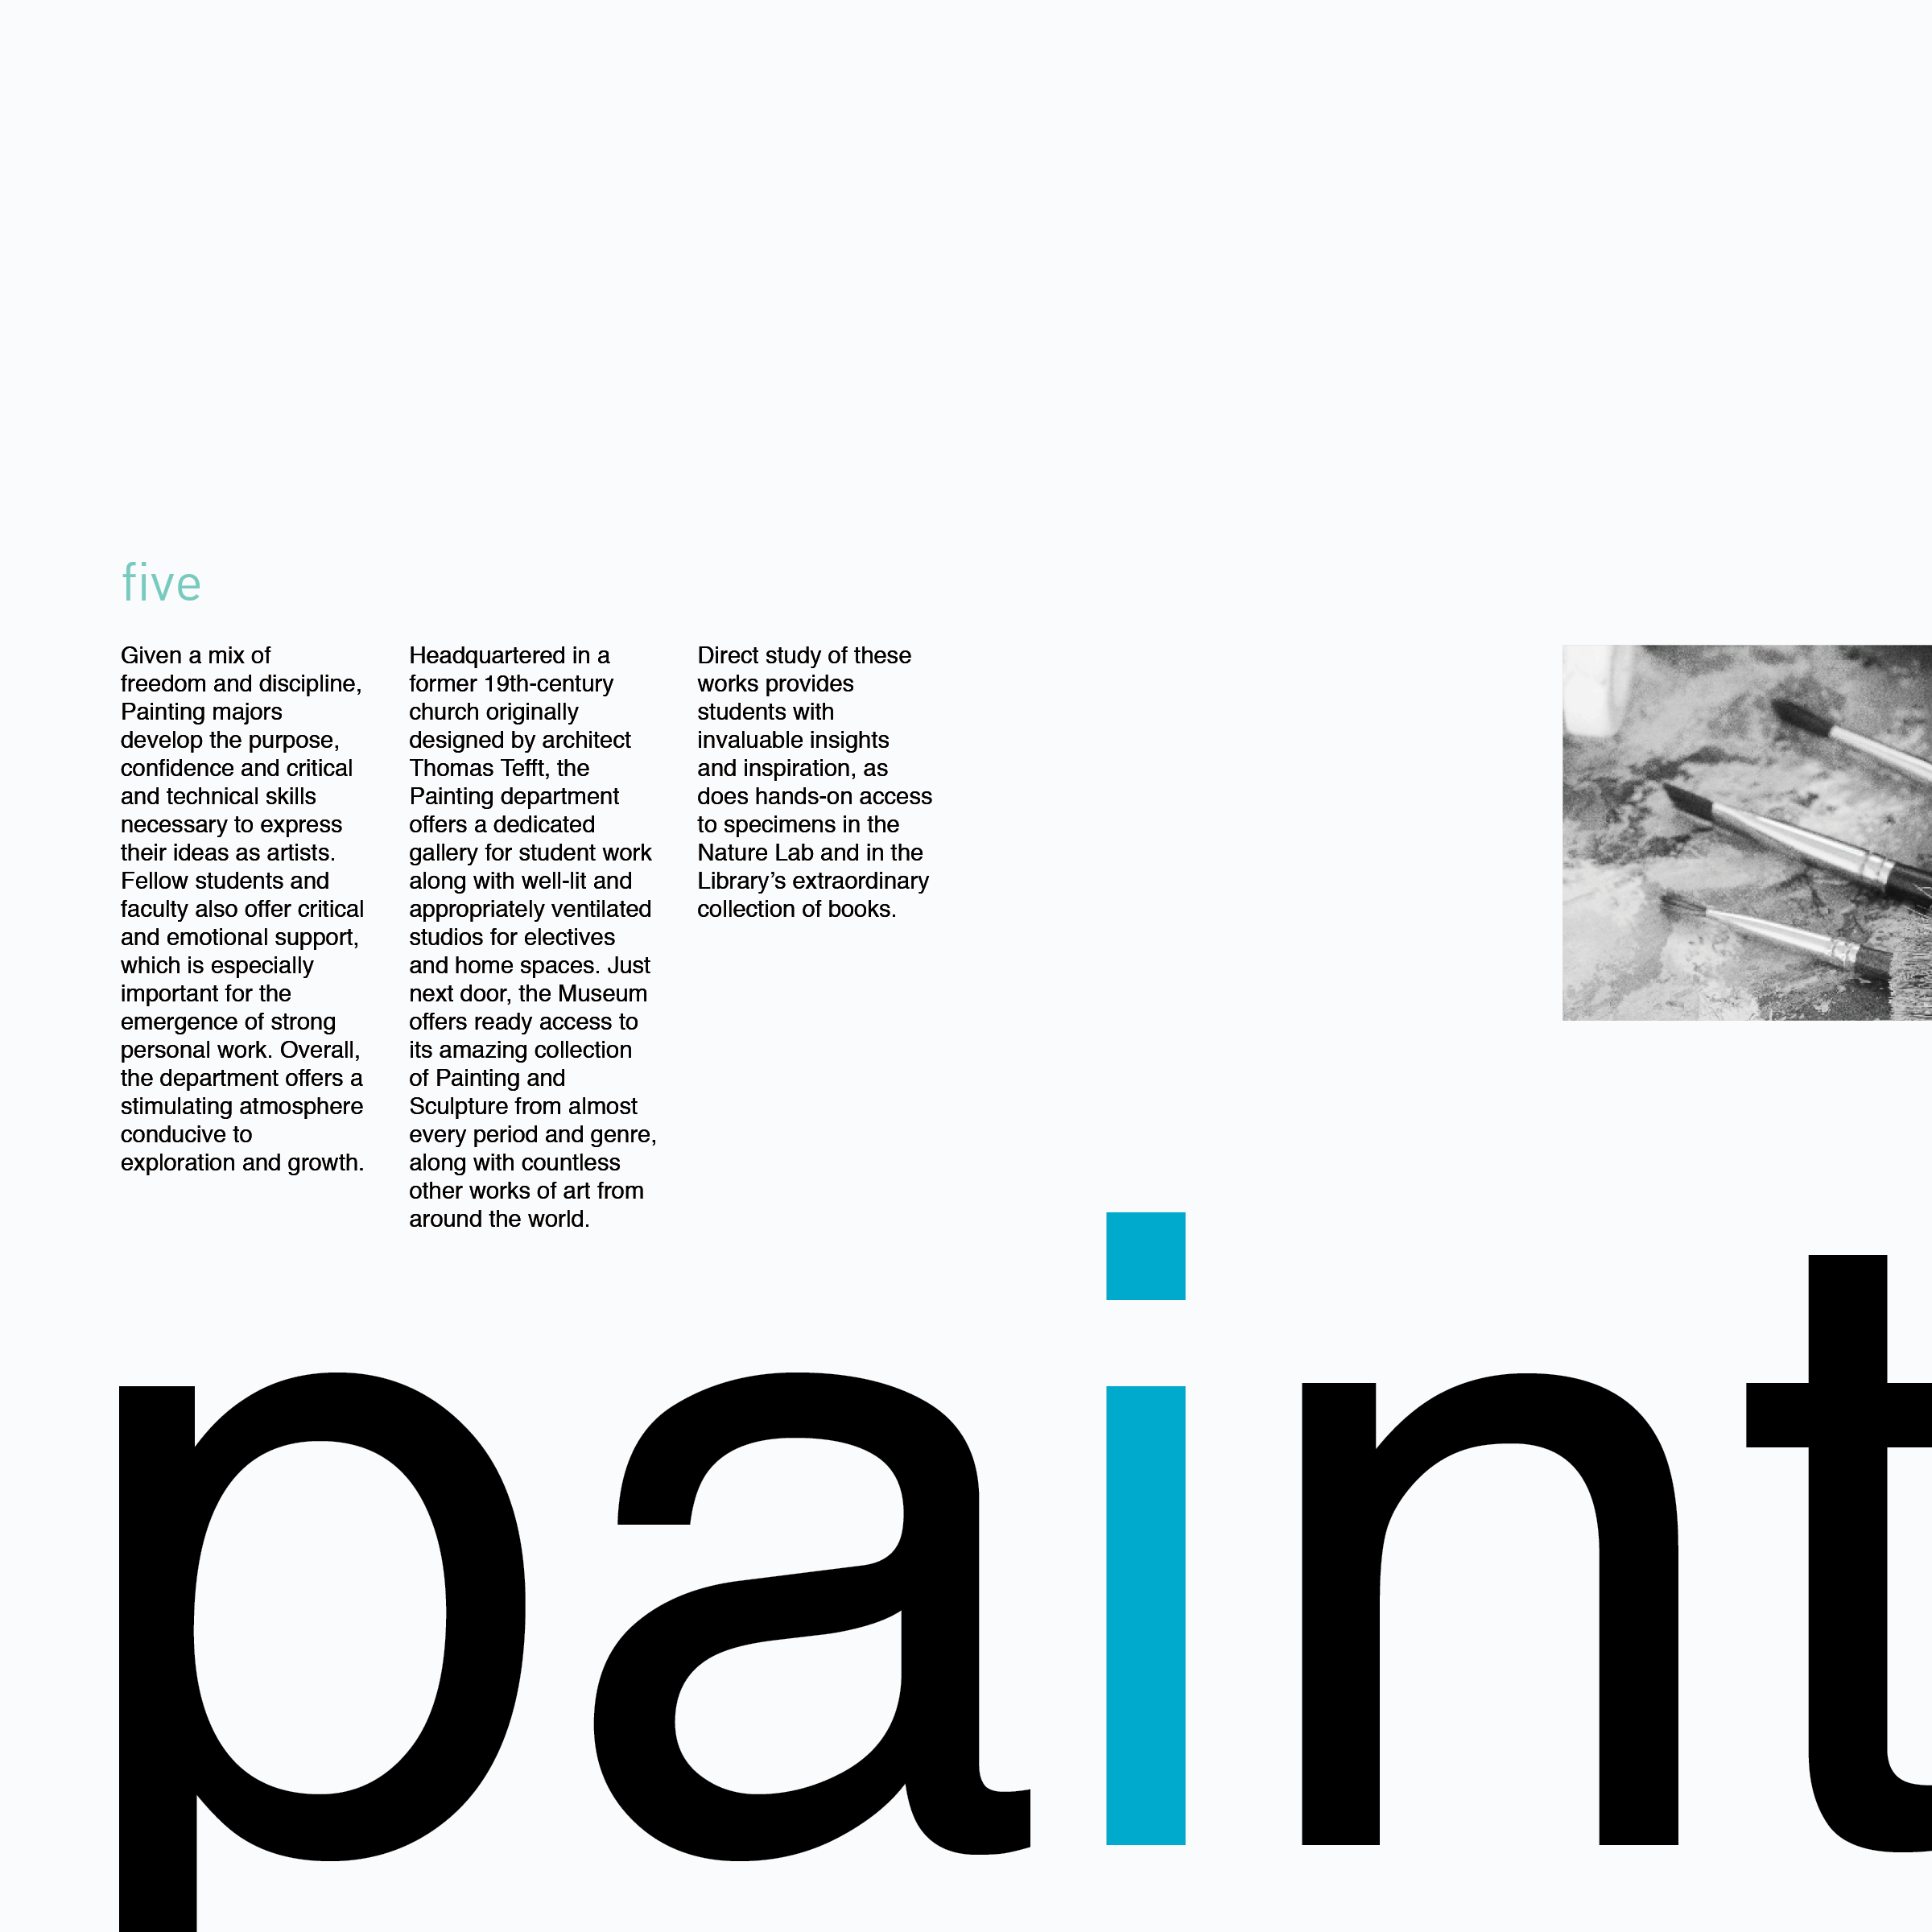 five
Given a mix of
freedom and discipline,
Painting majors
develop the purpose,
confidence and critical
and technical skills
necessary to express
their ideas as artists.
Fellow students and
faculty also offer critical
and emotional support,
which is especially
important for the
emergence of strong
personal work. Overall,
the department offers a
stimulating atmosphere
conducive to
exploration and growth.
Headquartered in a
former 19th-century
church originally
designed by architect
Thomas Tefft, the
Painting department
offers a dedicated
gallery for student work
along with well-lit and
appropriately ventilated
studios for electives
and home spaces. Just
next door, the Museum
offers ready access to
its amazing collection
of Painting and
Sculpture from almost
every period and genre,
along with countless
other works of art from
around the world.
Direct study of these
works provides
students with
invaluable insights
and inspiration, as
does hands-on access
to specimens in the
Nature Lab and in the
Library’s extraordinary
collection of books.
paint